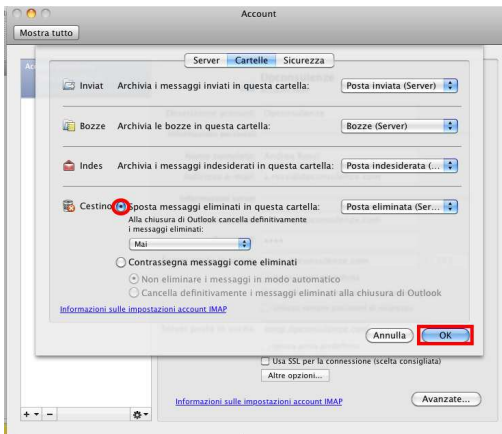 Account
Mostra tutto
Server Cartelle Sicurezza
Inviat Archivia i messaggi inviati in questa cartella: Posta inviata (Server)
Bozze Archivia le bozze in questa cartella: Bozze (Server)
Indes Archivia i messaggi indesiderati in questa cartella: Posta indesiderata (...
Cestino Sposta messaggi eliminati in questa cartella: Posta eliminata (Ser...
Alla chiusura di Outlook cancella definitivamente
i messaggi eliminati:
Mai
Contrassegna messaggi come eliminati
Non eliminare i messaggi in modo automatico
Cancella definitivamente i messaggi eliminati alla chiusura di Outlook
Informazioni sulle impostazioni account IMAP
Annulla OK
Usa SSL per la connessione (scelta consigliata)
Altre opzioni...
Informazioni sulle impostazioni account IMAP
Avanzate...